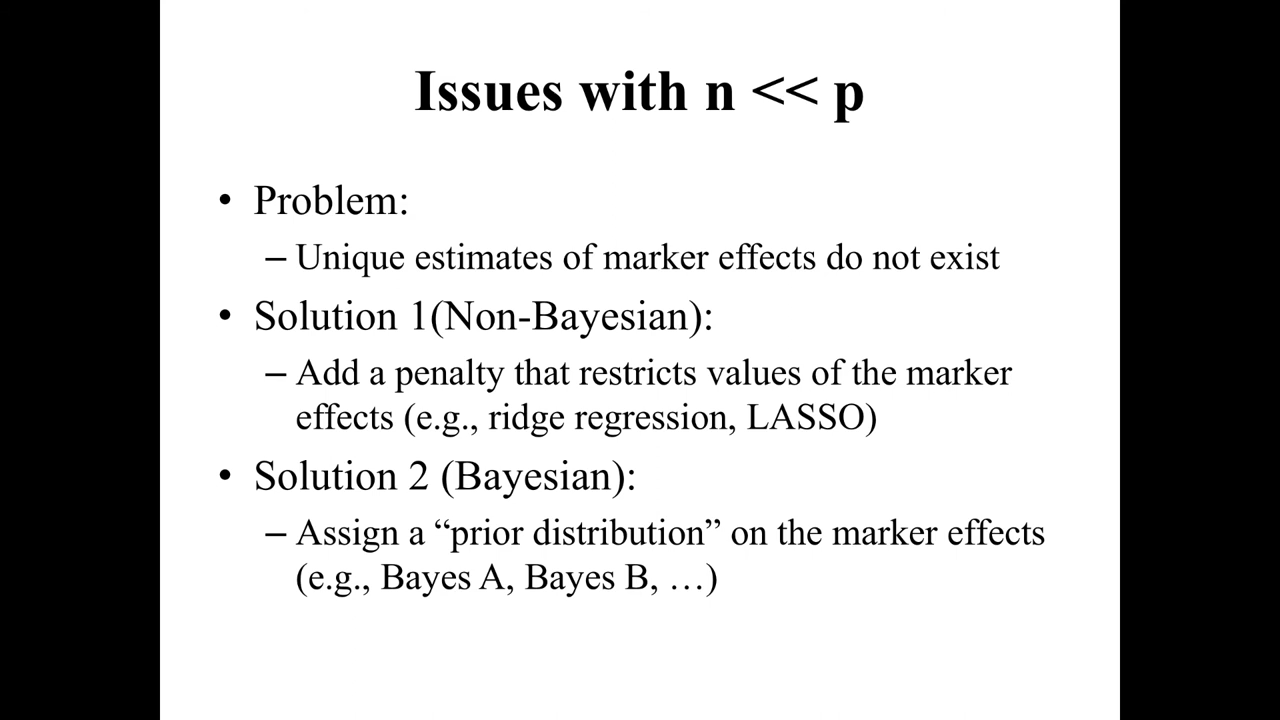 Issues with n << p
• Problem:
– Unique estimates of marker effects do not exist
• Solution 1(Non-Bayesian):
– Add a penalty that restricts values of the marker
effects (e.g., ridge regression, LASSO)
• Solution 2 (Bayesian):
– Assign a “prior distribution” on the marker effects
(e.g., Bayes A, Bayes B, …)